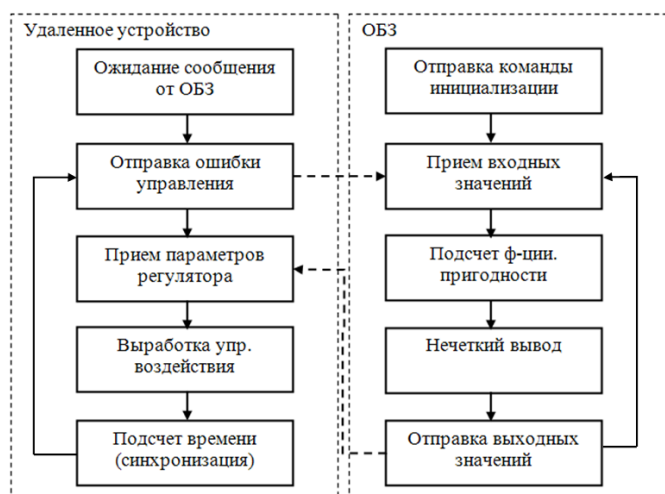 Удаленное устройство
Ожидание сообщения
от ОБЗ
Отправка ошибки
управления
Прием параметров
регулятора
Выработка упр.
воздействия
Подсчет времени
(синхронизация)
ОБЗ
Отправка команды
инициализации
Прием входных
значений
Подсчет ф-ции.
пригодности
Нечеткий вывод
Отправка выходных
значений